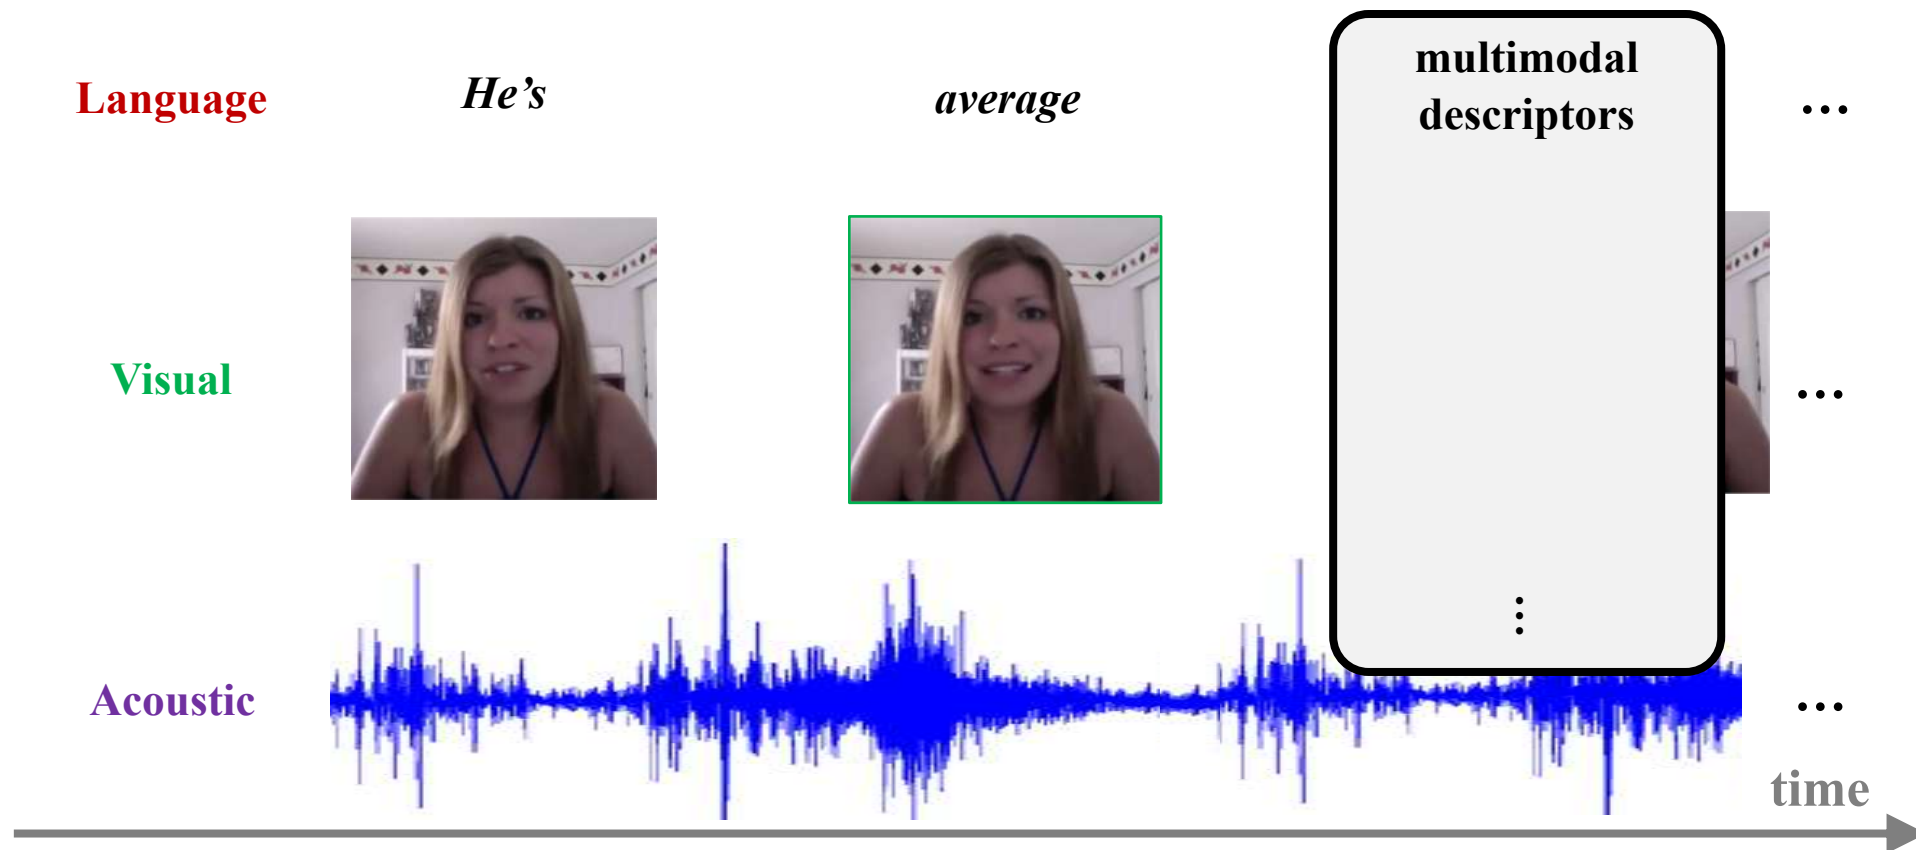 Language
He’s
average
multimodal
descriptors
...
Visual
...
⋮
Acoustic
...
time